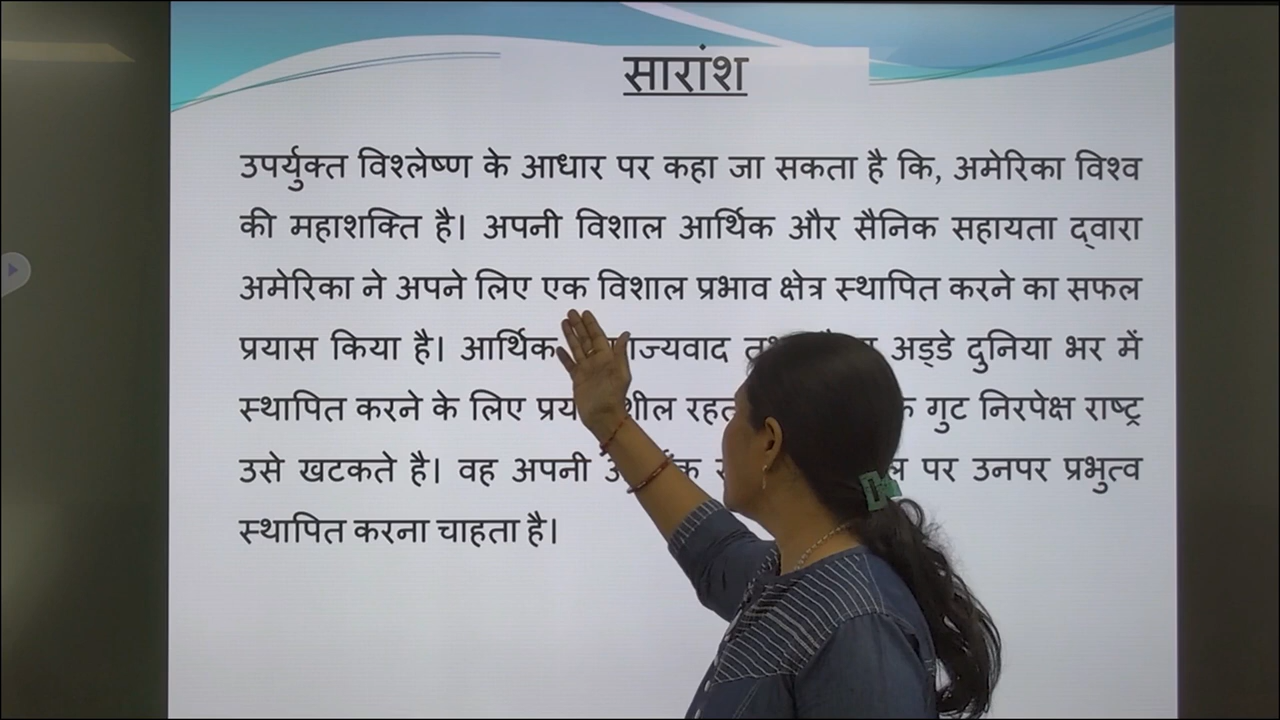 सारांश
उपर्युक्त विश्लेष्ण के आधार पर कहा जा सकता है कि, अमेरिका विश्व
की महाशक्ति है। अपनी विशाल आर्थिक और सैनिक सहायता द्वारा
अमेरिका ने अपने लिए एक विशाल प्रभाव क्षेत्र स्थापित करने का सफल
प्रयास किया है। आर्थिक अड्डे दुनिया भर में
स्थापित करने के लिए गुट निरपेक्ष राष्ट्र
उसे खटकते है। वह अपनी पर उनपर प्रभुत्व
स्थापित करना चाहता है।